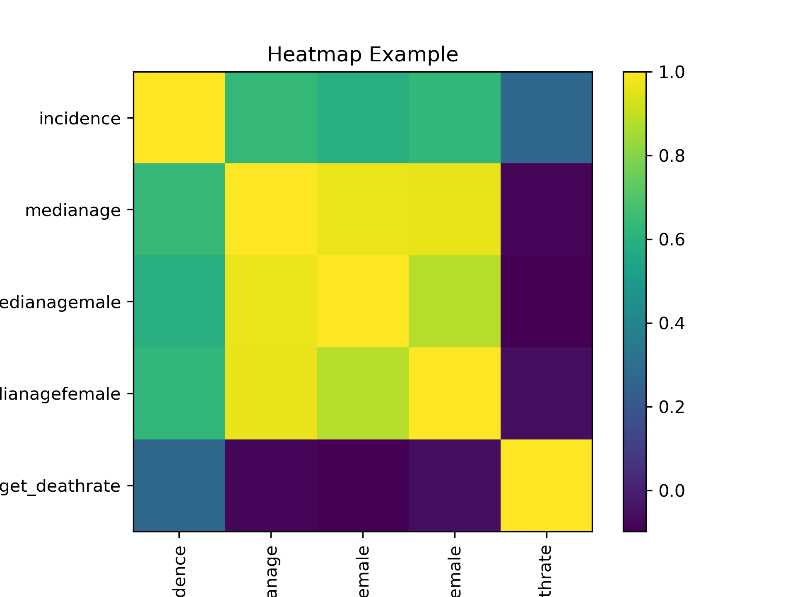 Heatmap Example
incidence
medianage
edianagemale
lianagefemale
get_deathrate
dence
anage
emale
emale
thrate
1.0
0.8
0.6
0.4
0.2
0.0